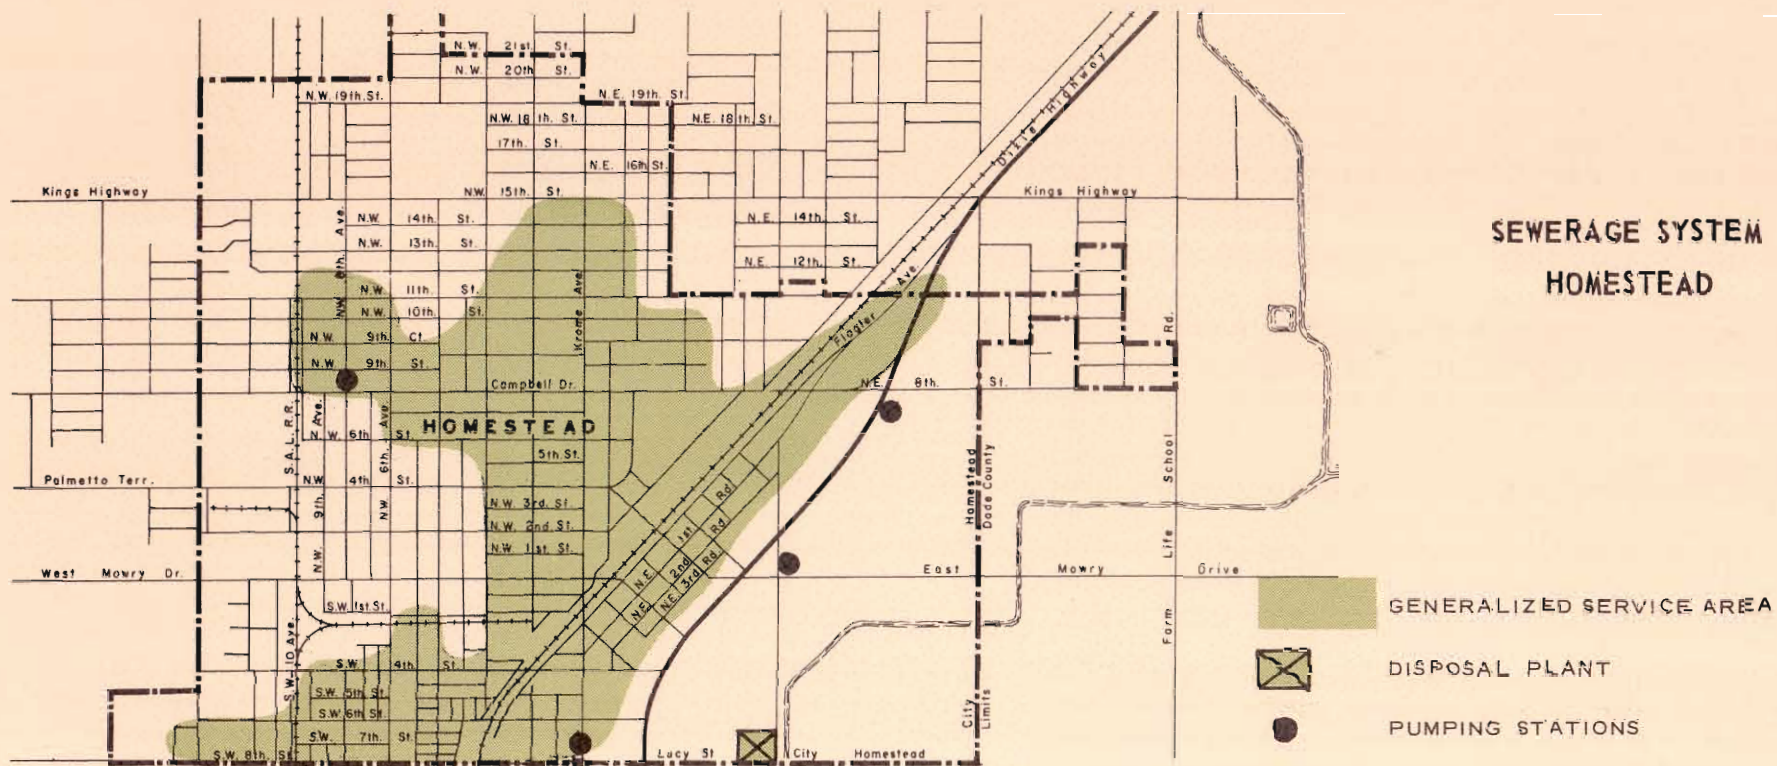 SEWERAGE SYSTEM
HOMESTEAD
N.W. 21st. St.
N.W. 20th St.
N.W. 19th. St.
N.E. 19th. St.
N.W. 18 th. St.
N.E. 18th. St.
17th. St.
N.E. 16th St.
Kings Highway
N.W. 15th. St.
Kings Highway
Dixie Highway
N.W. 14th. St.
N.E. 14th. St.
N.W. 13th. St.
N.W. 8th. Ave.
N.E. 12th. St.
N.W. 11th. St.
N.W. 10th. St.
Krome Ave.
Flagler Ave.
N.W. 9th. Ct
N.W. 9th. St.
Campbell Dr.
N.E. 8th. St.
HOMESTEAD
S.A.L. R.R.
N.W. 9th. Ave.
N.W. 6th St.
N.W. 6th. Ave
5th. St.
Palmetto Terr.
N.W. 4th. St.
N.W. 3rd. St.
N.W. 2nd. St.
N.W. 1st. St.
N.E. 1st. Rd.
N.E. 2nd Rd.
N.E. 3rd Rd.
Homestead
Dade County
City Limits
Farm Life School Rd.
West Mowry Dr.
East Mowry Drive
S.W. 1st. St.
S.W. 10 Ave.
S.W. 4th. St.
S.W. 5th St.
S.W. 6th St.
S.W. 7th. St.
S.W. 8th. St.
Lucy St
City Homestead
GENERALIZED SERVICE AREA
DISPOSAL PLANT
PUMPING STATIONS